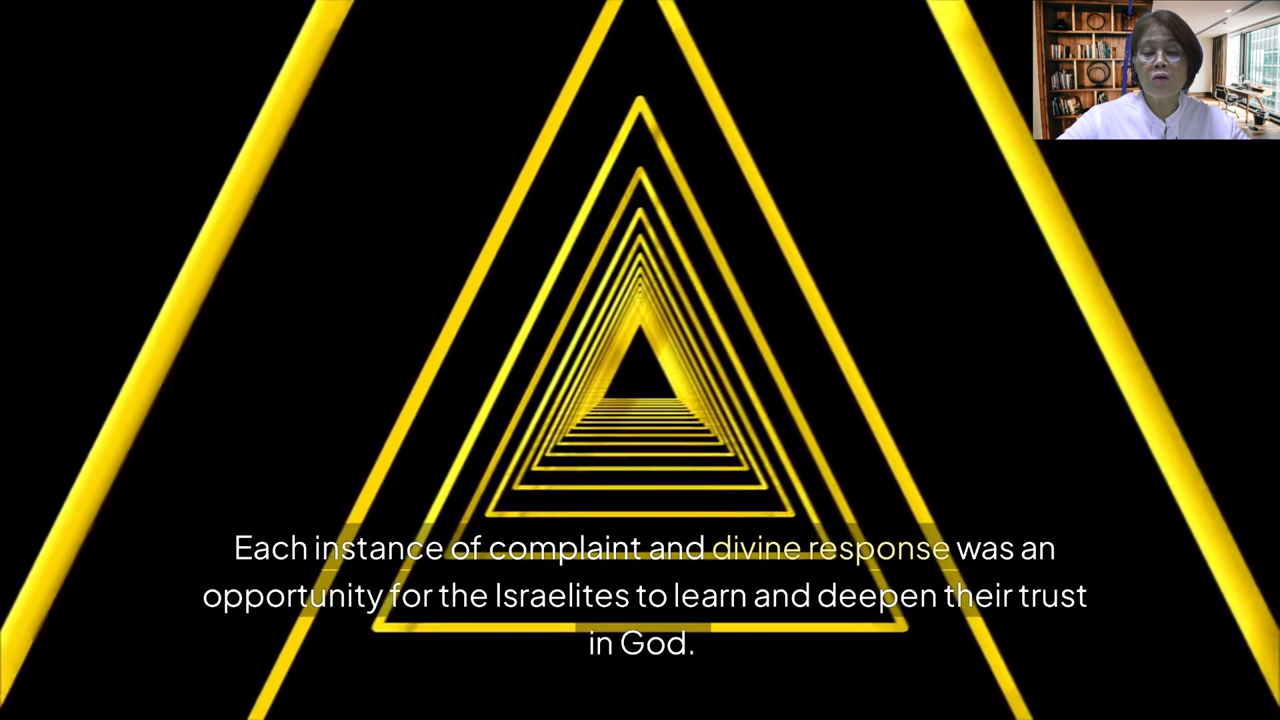 Each instance of complaint and divine response was an
opportunity for the Israelites to learn and deepen their trust
in God.